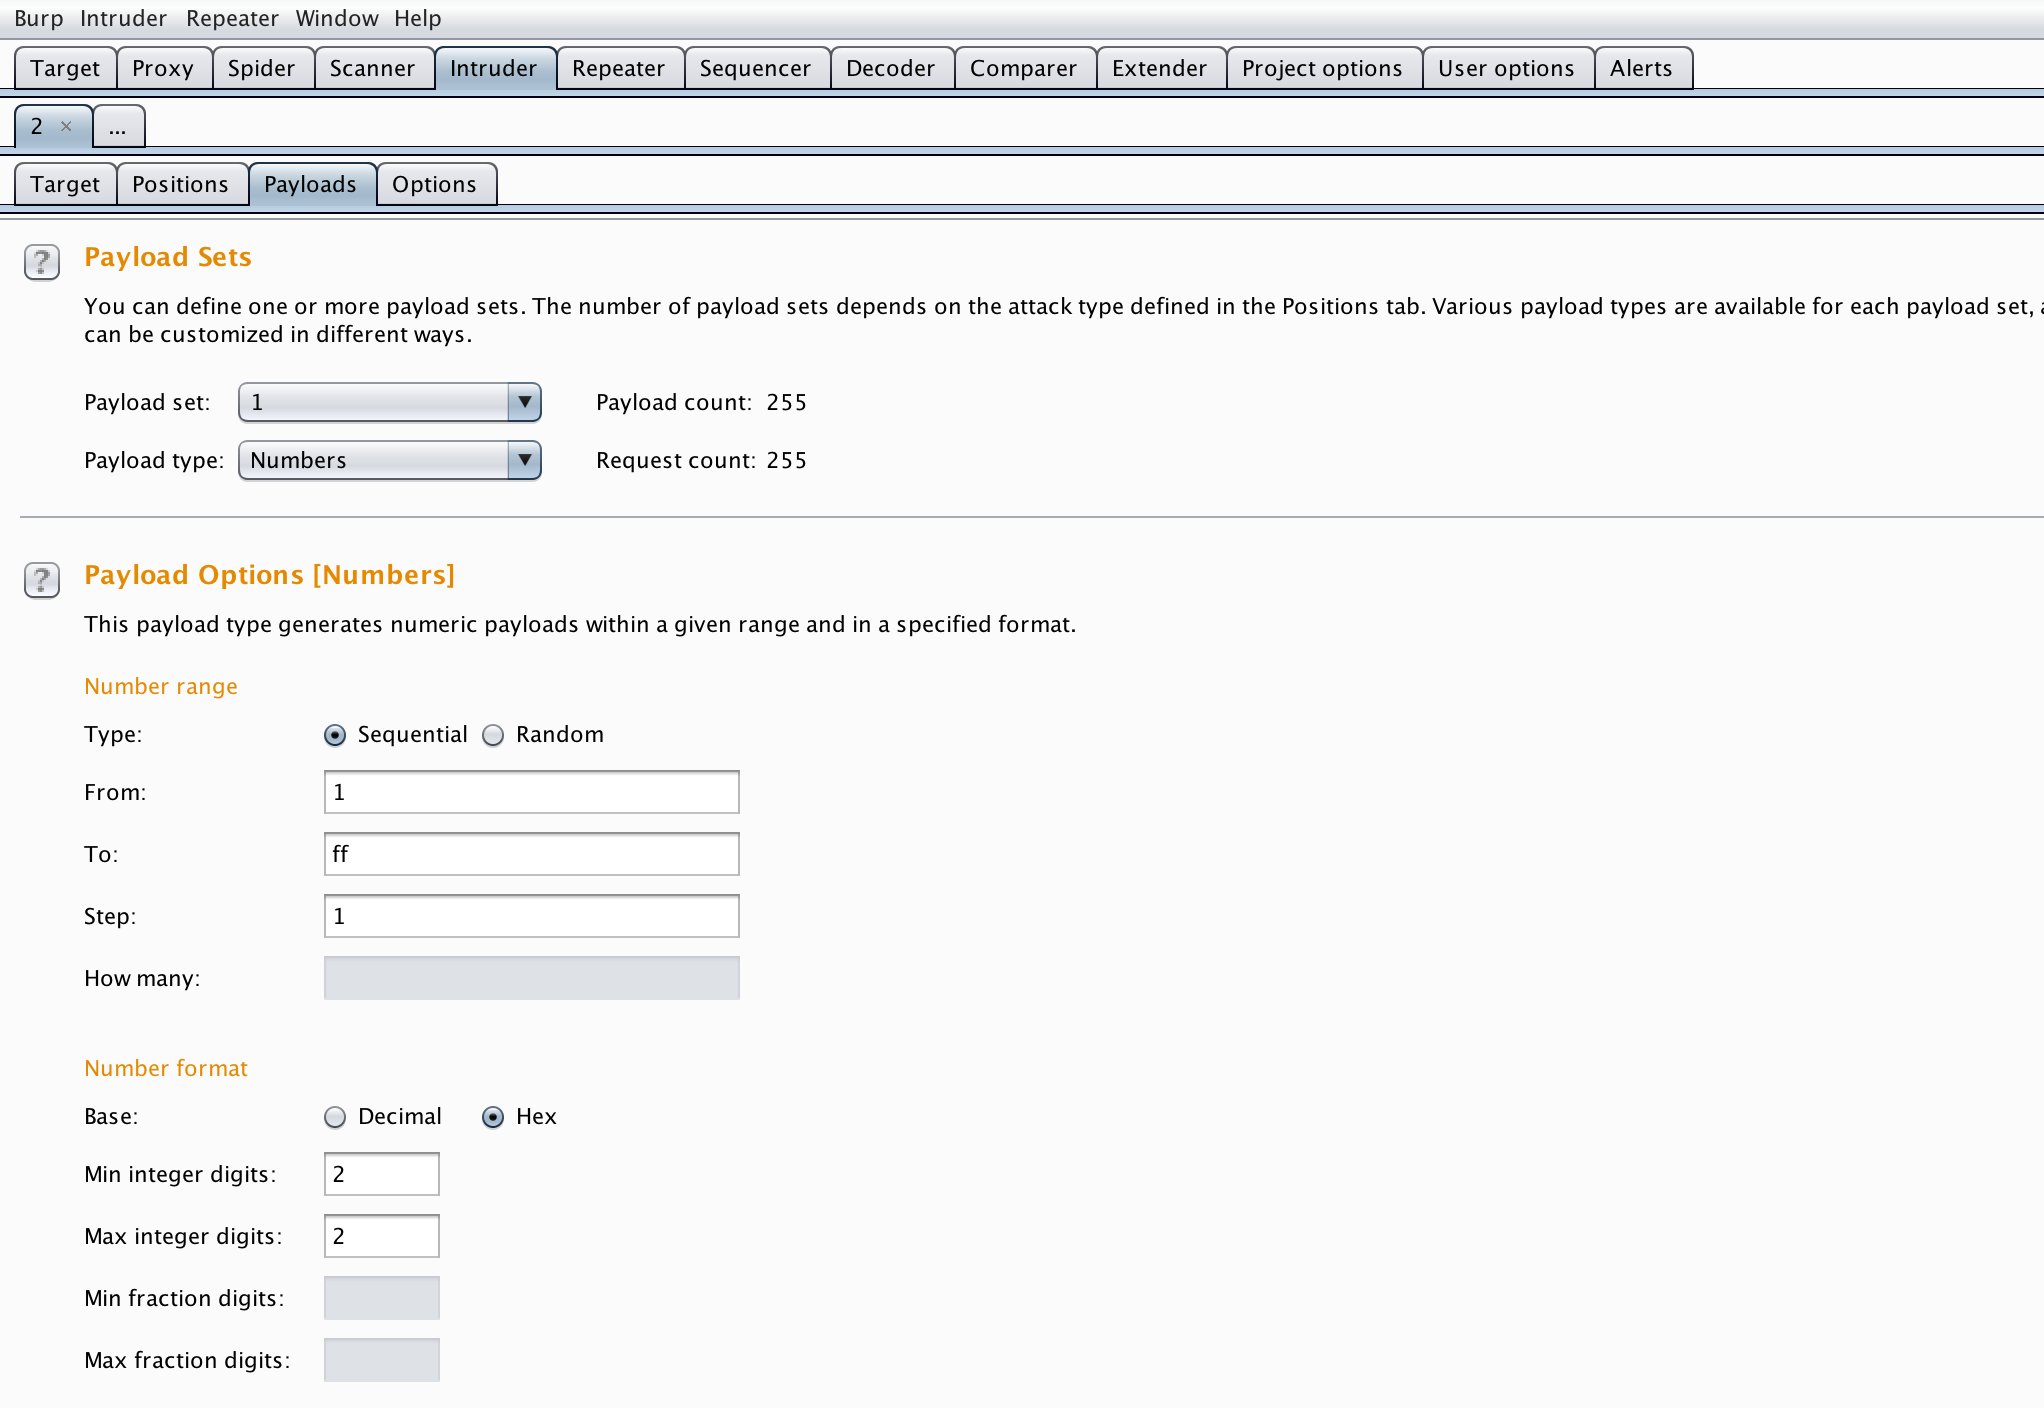 Burp Intruder Repeater Window Help
Target Proxy Spider Scanner Intruder Repeater Sequencer Decoder Comparer Extender Project options User options Alerts
2 × ...
Target Positions Payloads Options
? Payload Sets
You can define one or more payload sets. The number of payload sets depends on the attack type defined in the Positions tab. Various payload types are available for each payload set, a
can be customized in different ways.
Payload set: 1 Payload count: 255
Payload type: Numbers Request count: 255
? Payload Options [Numbers]
This payload type generates numeric payloads within a given range and in a specified format.
Number range
Type: Sequential Random
From: 1
To: ff
Step: 1
How many:
Number format
Base: Decimal Hex
Min integer digits: 2
Max integer digits: 2
Min fraction digits:
Max fraction digits: